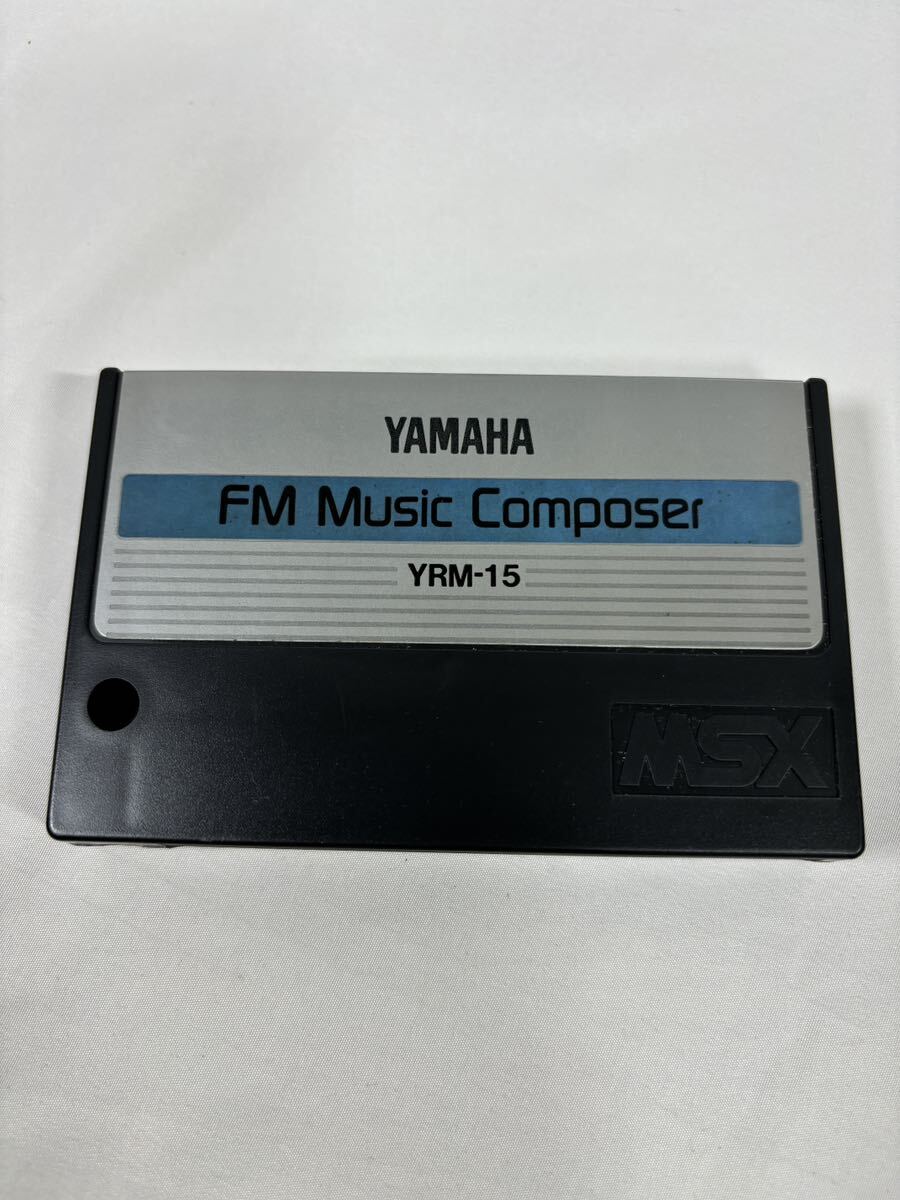 YAMAHA
FM Music Composer
YRM-15
MSX